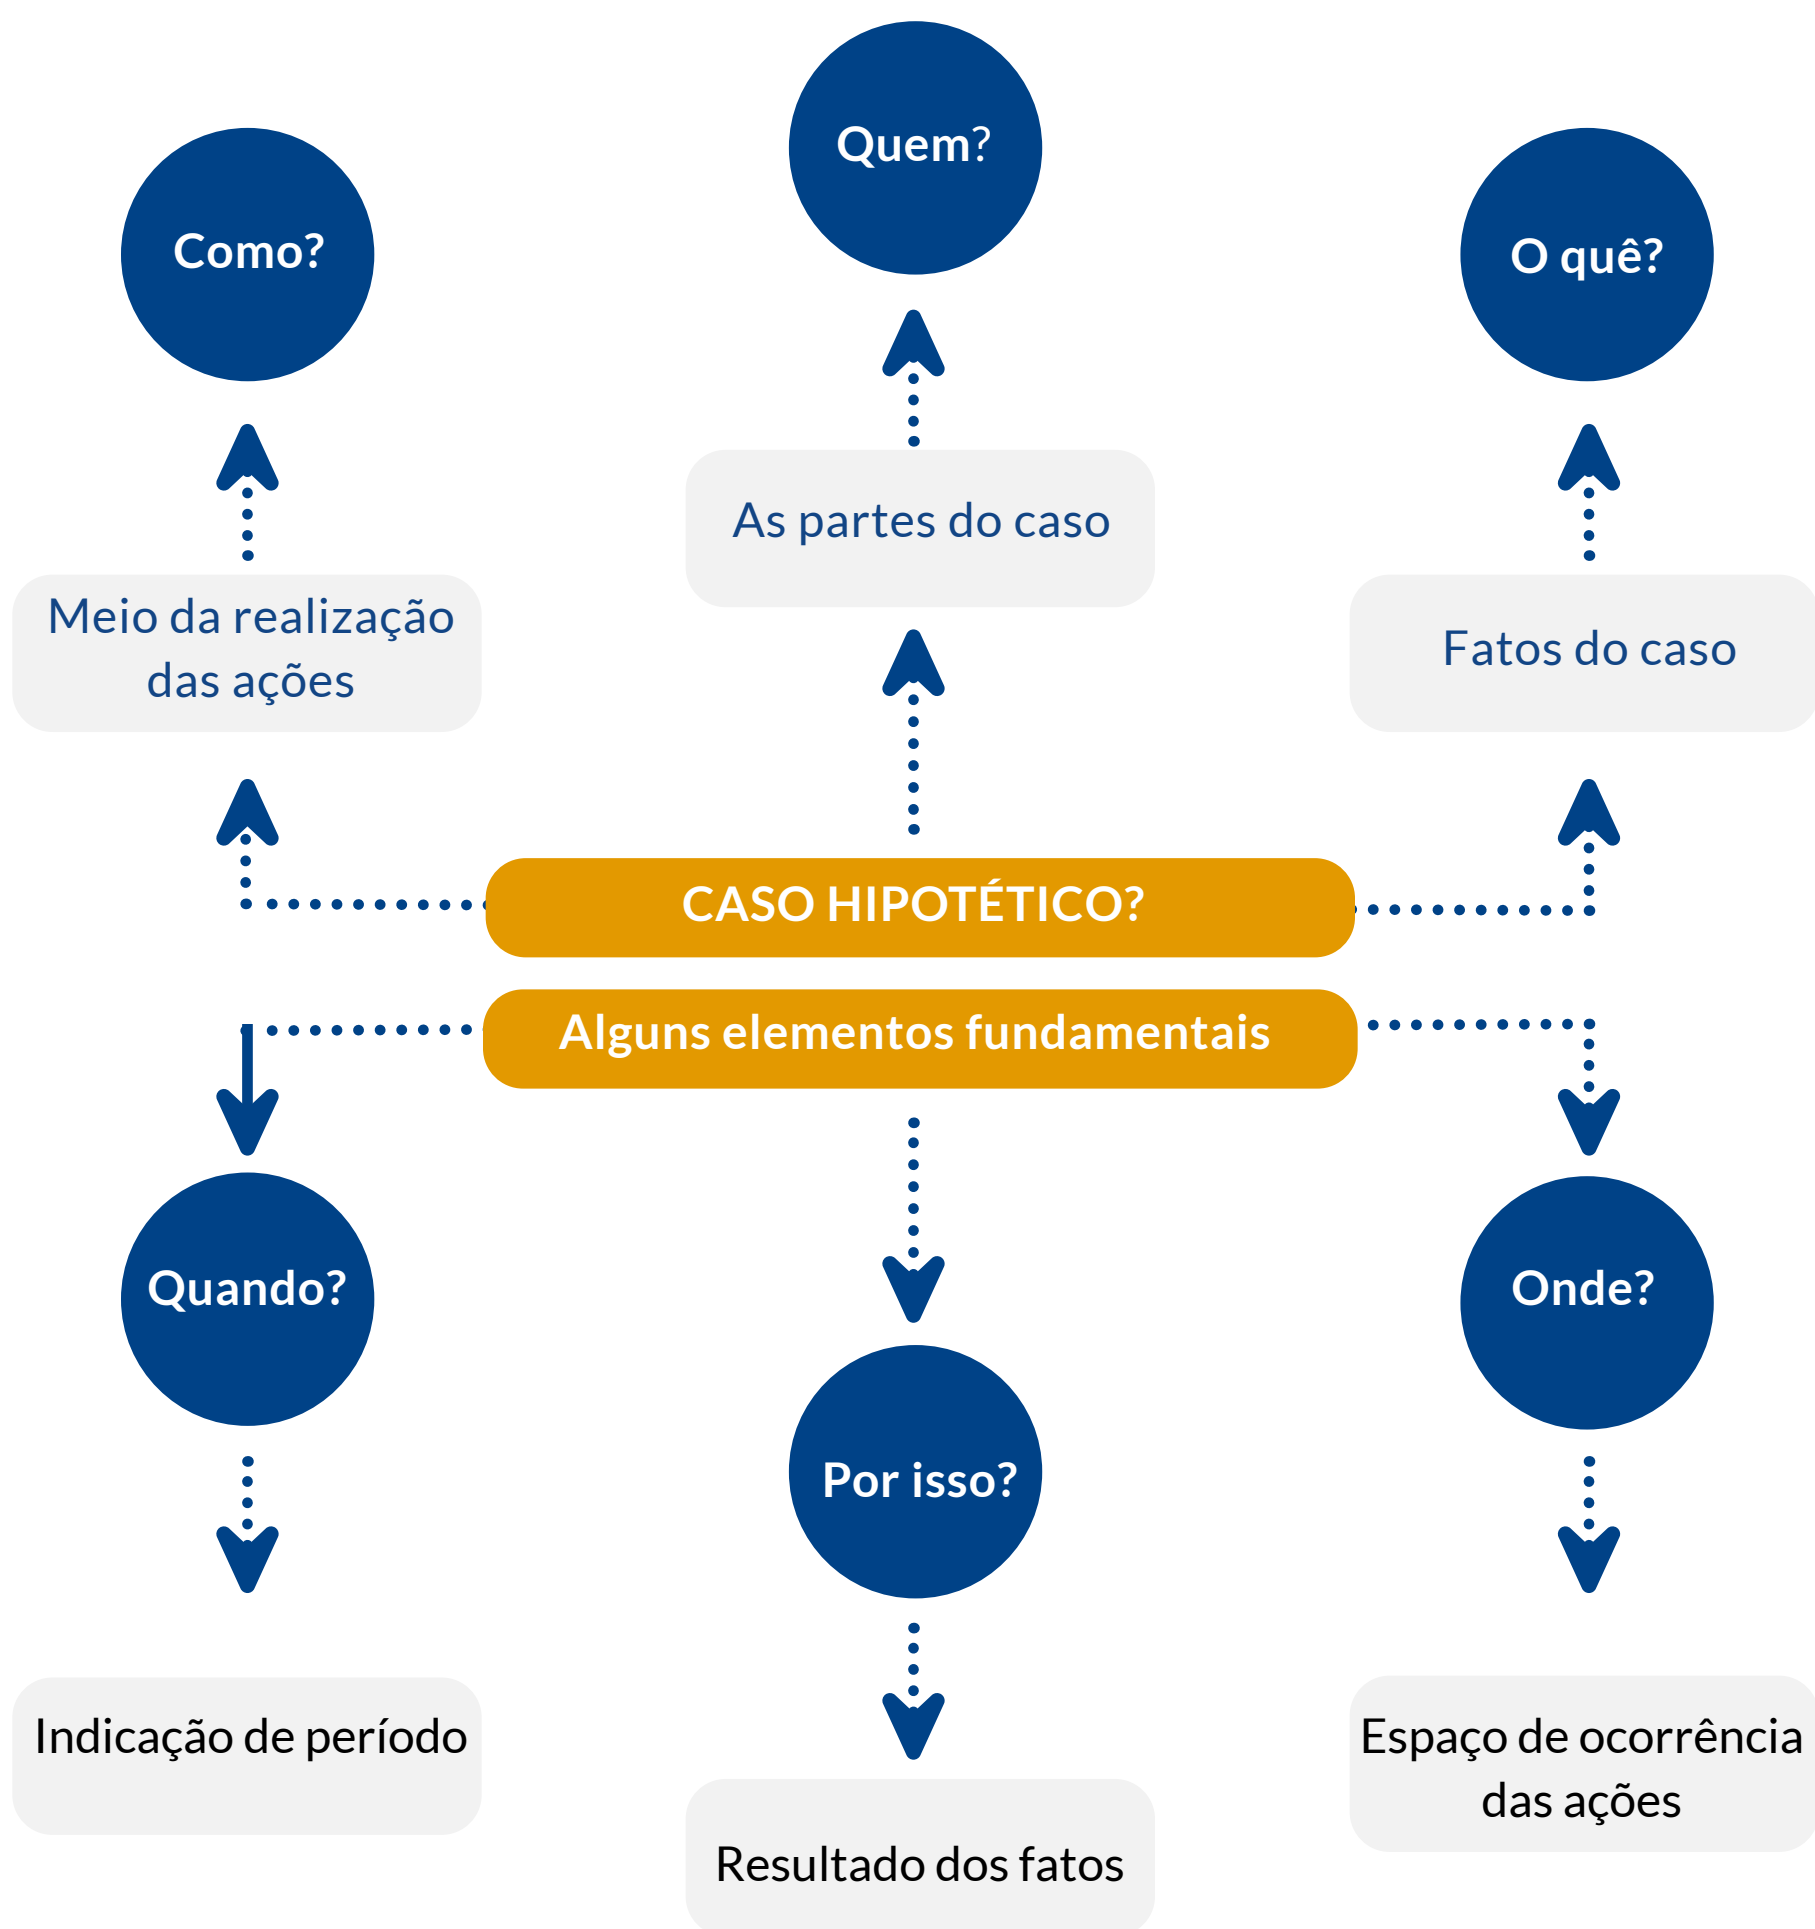 Quem?
Como?
O quê?
As partes do caso
Meio da realização
das ações
Fatos do caso
CASO HIPOTÉTICO?
Alguns elementos fundamentais
Quando?
Onde?
Por isso?
Indicação de período
Espaço de ocorrência
das ações
Resultado dos fatos